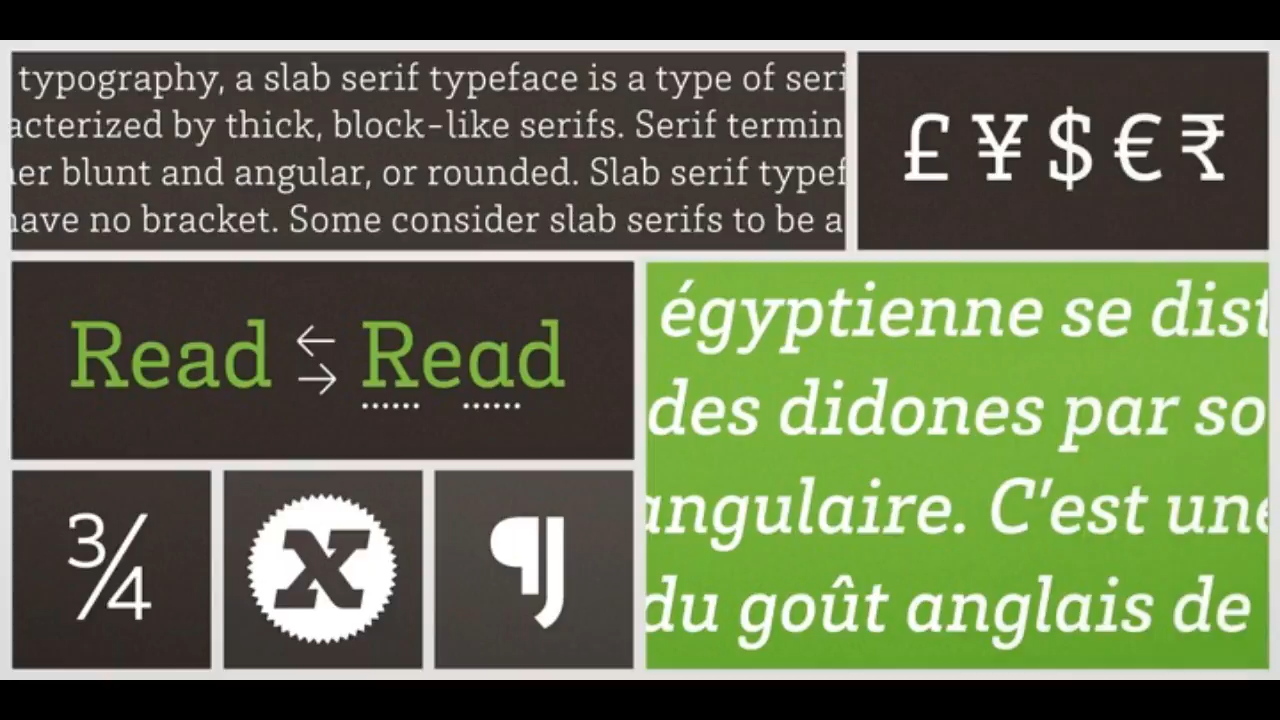 typography, a slab serif typeface is a type of seri
acterized by thick, block-like serifs. Serif termin
er blunt and angular, or rounded. Slab serif typef
have no bracket. Some consider slab serifs to be a
£ ¥ $ € ₹
Read ← → Read
égyptienne se dist
des didones par so
angulaire. C'est une
du goût anglais de
¾
x
¶